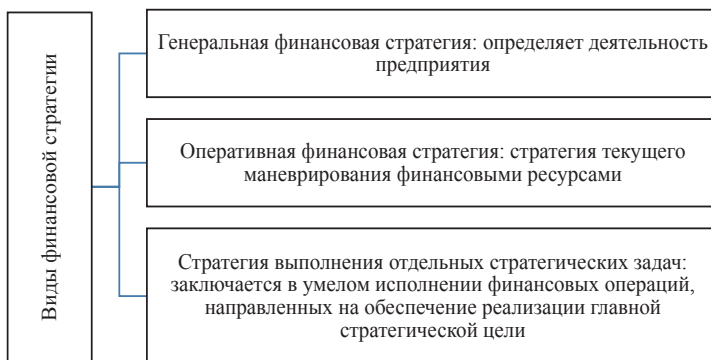 Виды финансовой стратегии
Генеральная финансовая стратегия: определяет деятельность
предприятия
Оперативная финансовая стратегия: стратегия текущего
маневрирования финансовыми ресурсами
Стратегия выполнения отдельных стратегических задач:
заключается в умелом исполнении финансовых операций,
направленных на обеспечение реализации главной
стратегической цели